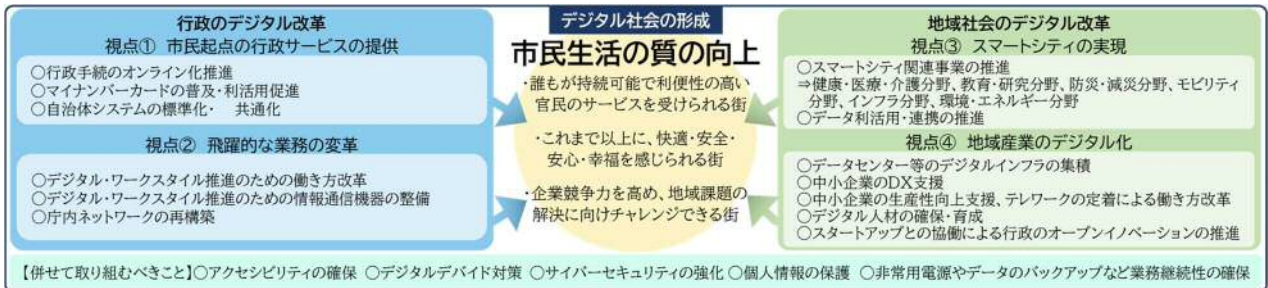 行政のデジタル改革
視点① 市民起点の行政サービスの提供
○行政手続のオンライン化推進
○マイナンバーカードの普及・利活用促進
○自治体システムの標準化・ 共通化
視点② 飛躍的な業務の変革
○デジタル・ワークスタイル推進のための働き方改革
○デジタル・ワークスタイル推進のための情報通信機器の整備
○庁内ネットワークの再構築
デジタル社会の形成
市民生活の質の向上
・誰もが持続可能で利便性の高い
官民のサービスを受けられる街
・これまで以上に、快適・安全・
安心・幸福を感じられる街
・企業競争力を高め、地域課題の
解決に向けチャレンジできる街
地域社会のデジタル改革
視点③ スマートシティの実現
○スマートシティ関連事業の推進
⇒健康・医療・介護分野、教育・研究分野、防災・減災分野、モビリティ
分野、インフラ分野、環境・エネルギー分野
○データ利活用・連携の推進
視点④ 地域産業のデジタル化
○データセンター等のデジタルインフラの集積
○中小企業のDX支援
○中小企業の生産性向上支援、テレワークの定着による働き方改革
○デジタル人材の確保・育成
○スタートアップとの協働による行政のオープンイノベーションの推進
【併せて取り組むべきこと】○アクセシビリティの確保 ○デジタルデバイド対策 ○サイバーセキュリティの強化 ○個人情報の保護 ○非常用電源やデータのバックアップなど業務継続性の確保